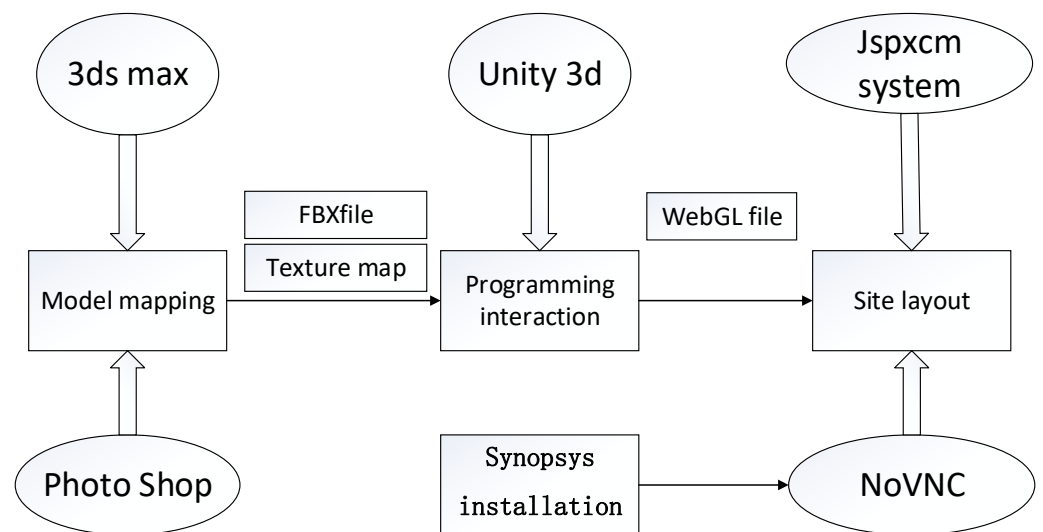 3ds max
Unity 3d
Jspxcm
system
FBXfile
WebGL file
Texture map
Model mapping
Programming
interaction
Site layout
Photo Shop
Synopsys
installation
NoVNC